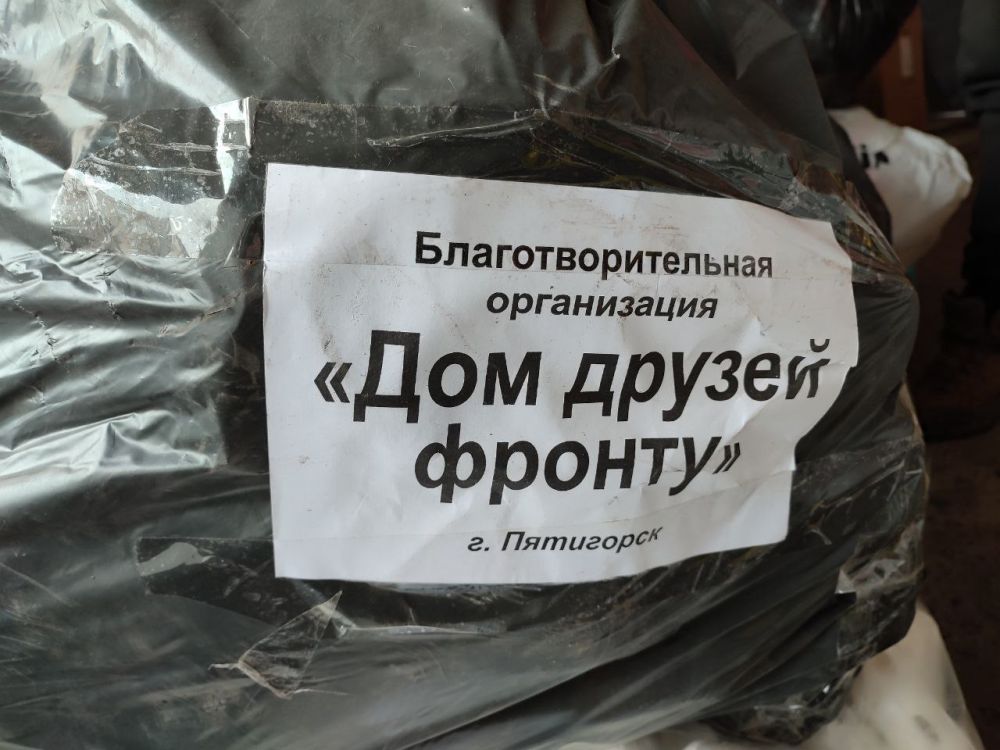 Благотворительная
организация
«Дом друзей
фронту»
г. Пятигорск